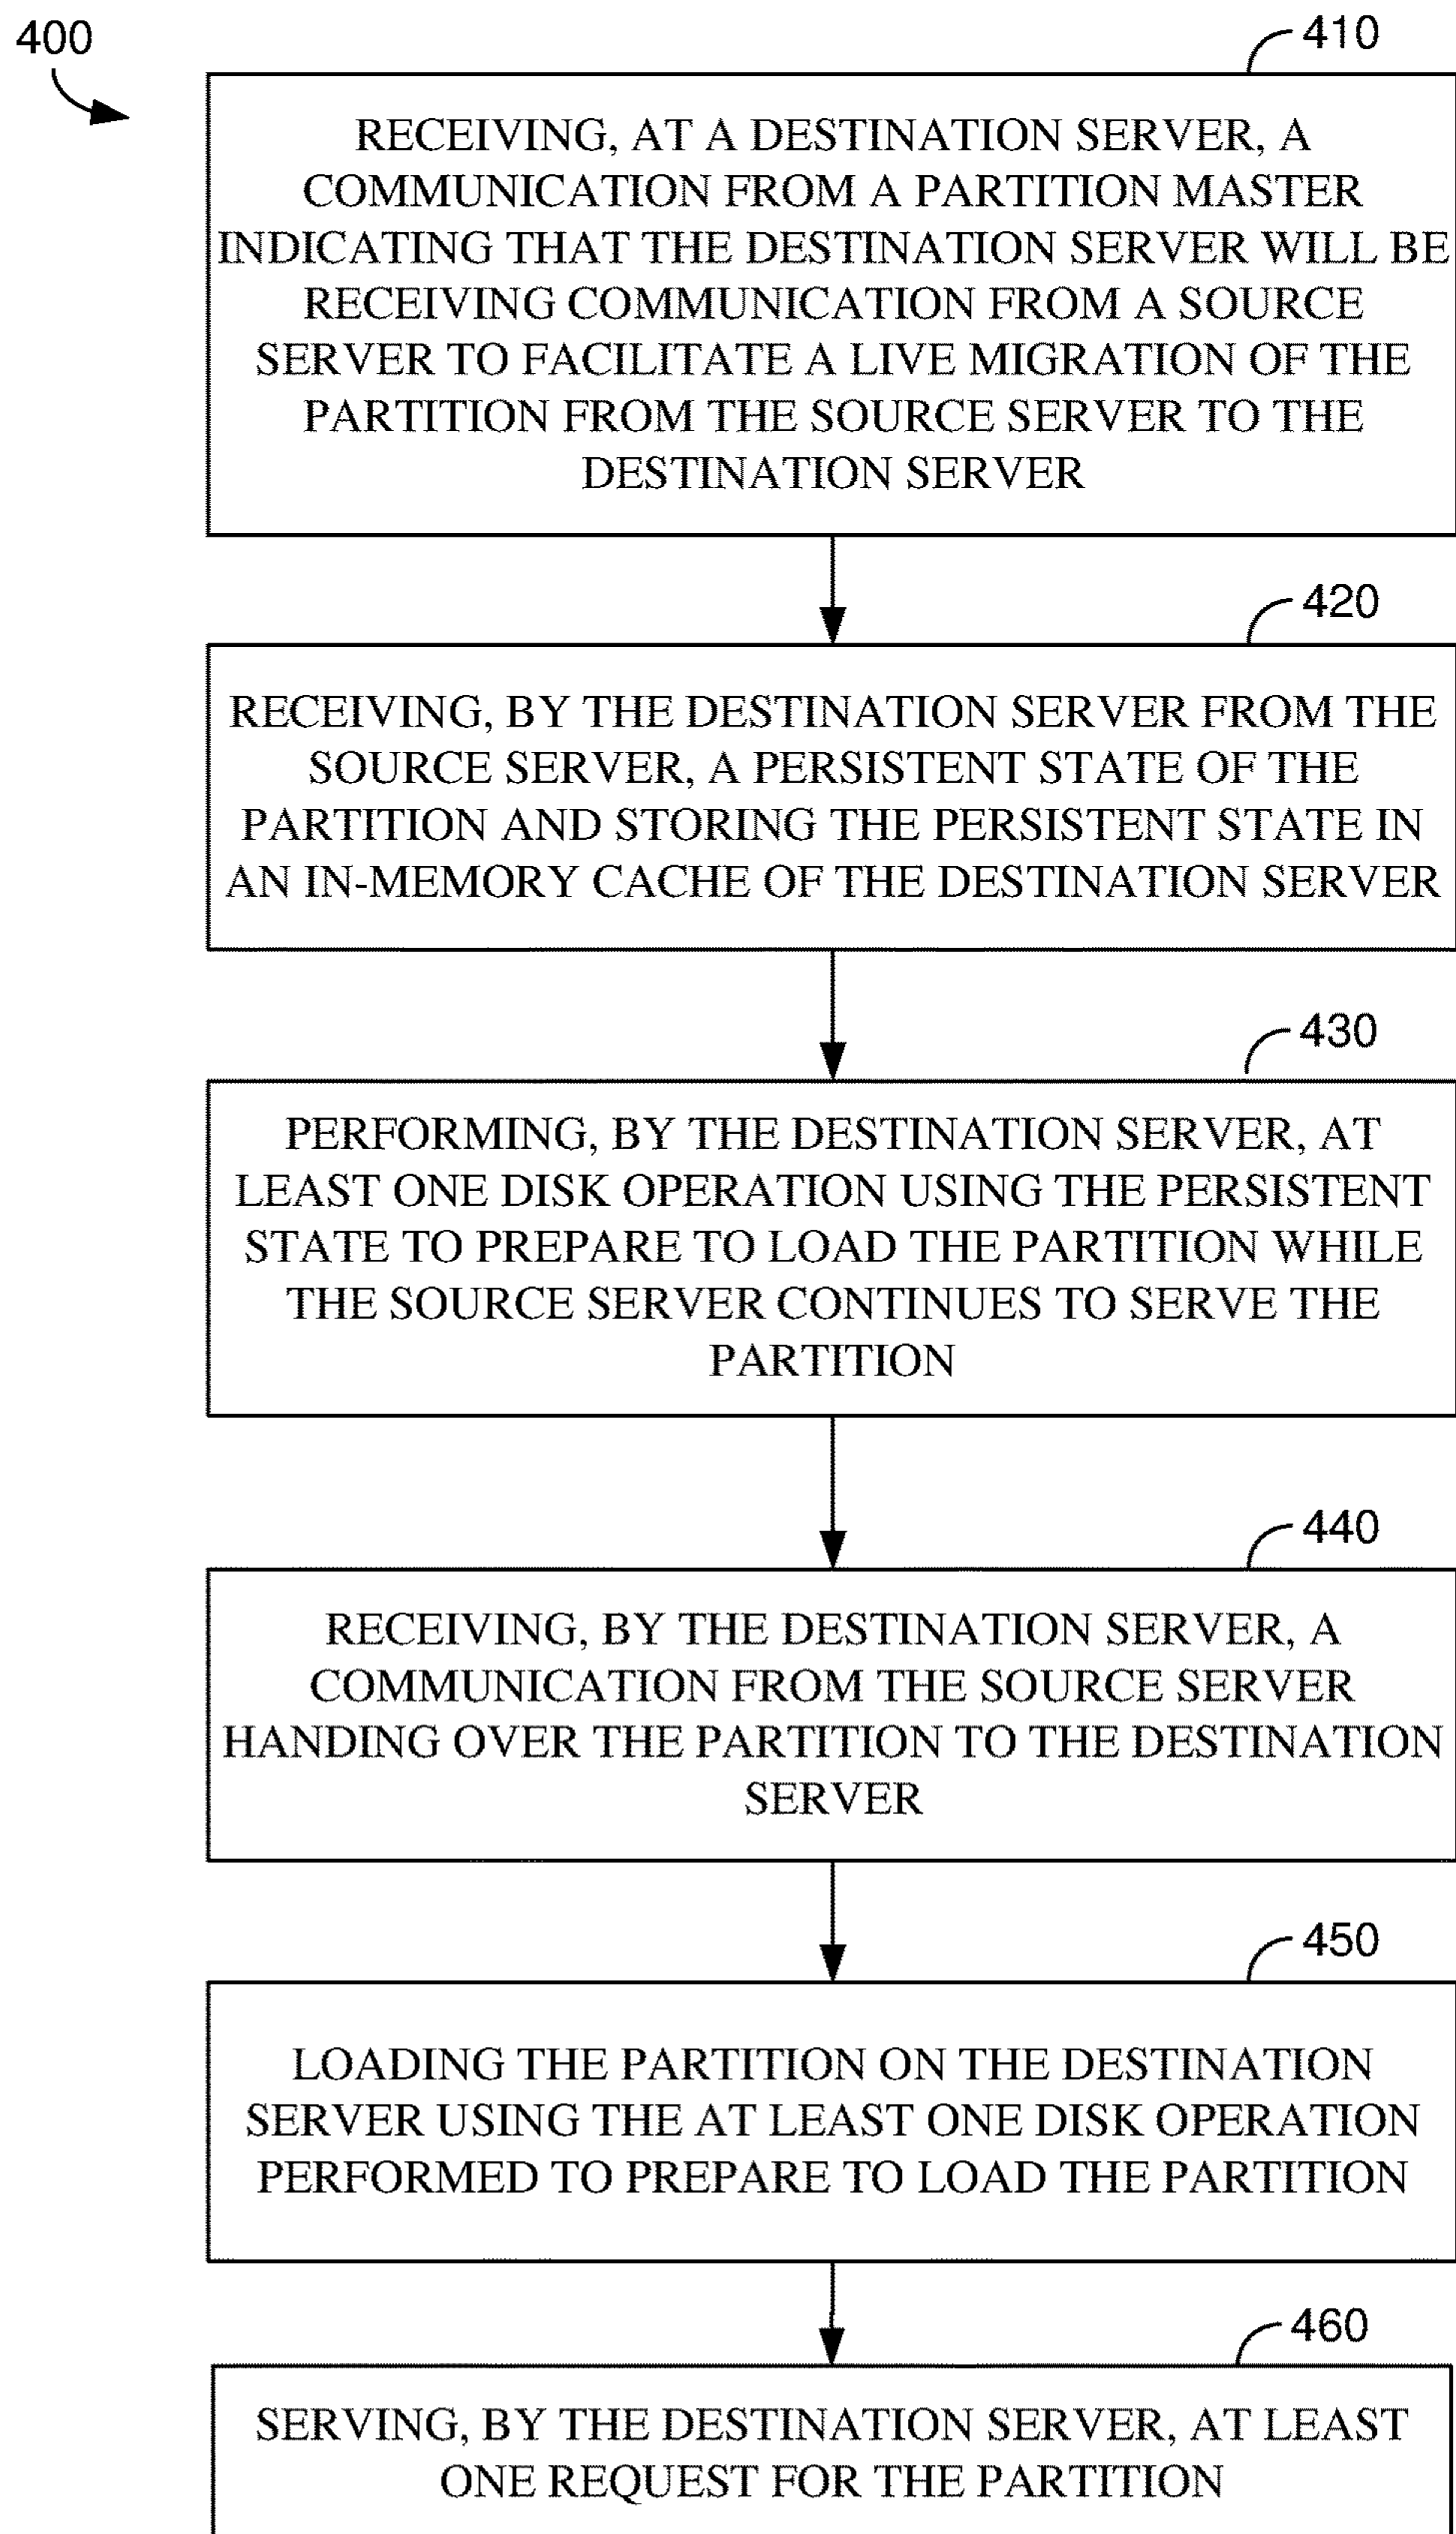 400
410
RECEIVING, AT A DESTINATION SERVER, A
COMMUNICATION FROM A PARTITION MASTER
INDICATING THAT THE DESTINATION SERVER WILL BE
RECEIVING COMMUNICATION FROM A SOURCE
SERVER TO FACILITATE A LIVE MIGRATION OF THE
PARTITION FROM THE SOURCE SERVER TO THE
DESTINATION SERVER
420
RECEIVING, BY THE DESTINATION SERVER FROM THE
SOURCE SERVER, A PERSISTENT STATE OF THE
PARTITION AND STORING THE PERSISTENT STATE IN
AN IN-MEMORY CACHE OF THE DESTINATION SERVER
430
PERFORMING, BY THE DESTINATION SERVER, AT
LEAST ONE DISK OPERATION USING THE PERSISTENT
STATE TO PREPARE TO LOAD THE PARTITION WHILE
THE SOURCE SERVER CONTINUES TO SERVE THE
PARTITION
440
RECEIVING, BY THE DESTINATION SERVER, A
COMMUNICATION FROM THE SOURCE SERVER
HANDING OVER THE PARTITION TO THE DESTINATION
SERVER
450
LOADING THE PARTITION ON THE DESTINATION
SERVER USING THE AT LEAST ONE DISK OPERATION
PERFORMED TO PREPARE TO LOAD THE PARTITION
460
SERVING, BY THE DESTINATION SERVER, AT LEAST
ONE REQUEST FOR THE PARTITION